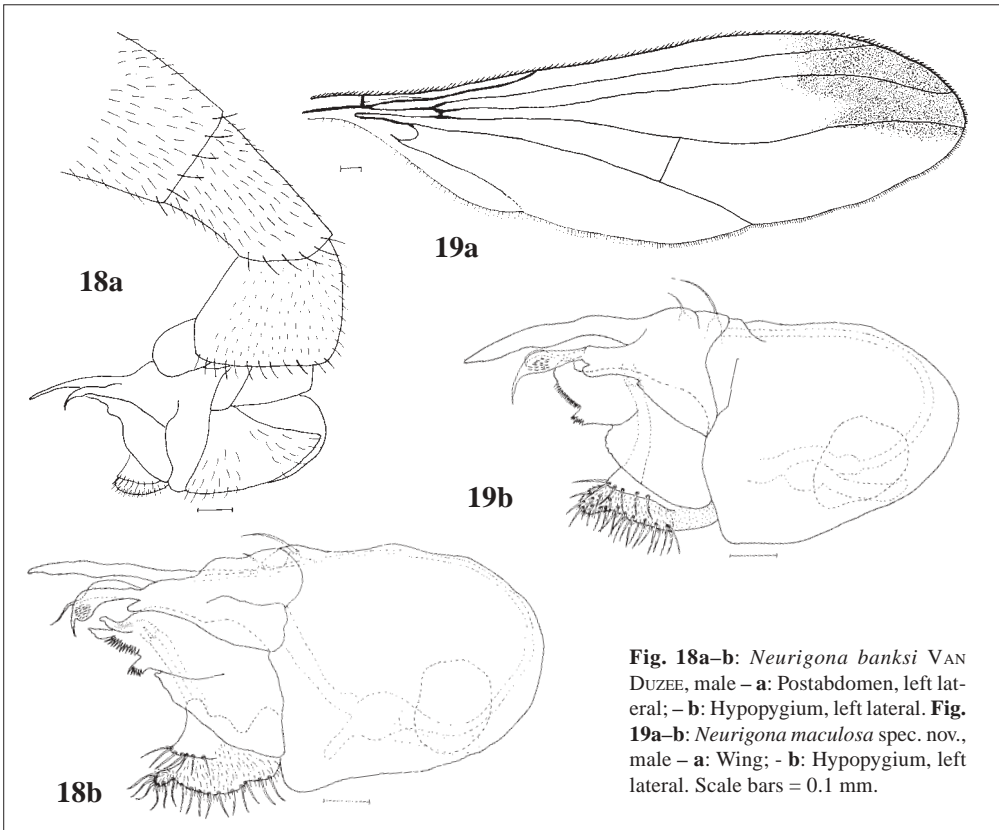 18a
19a
19b
18b
Fig. 18a–b: Neurigona banksi VAN
DUZEE, male – a: Postabdomen, left lat-
eral; – b: Hypopygium, left lateral. Fig.
19a–b: Neurigona maculosa spec. nov.,
male – a: Wing; - b: Hypopygium, left
lateral. Scale bars = 0.1 mm.